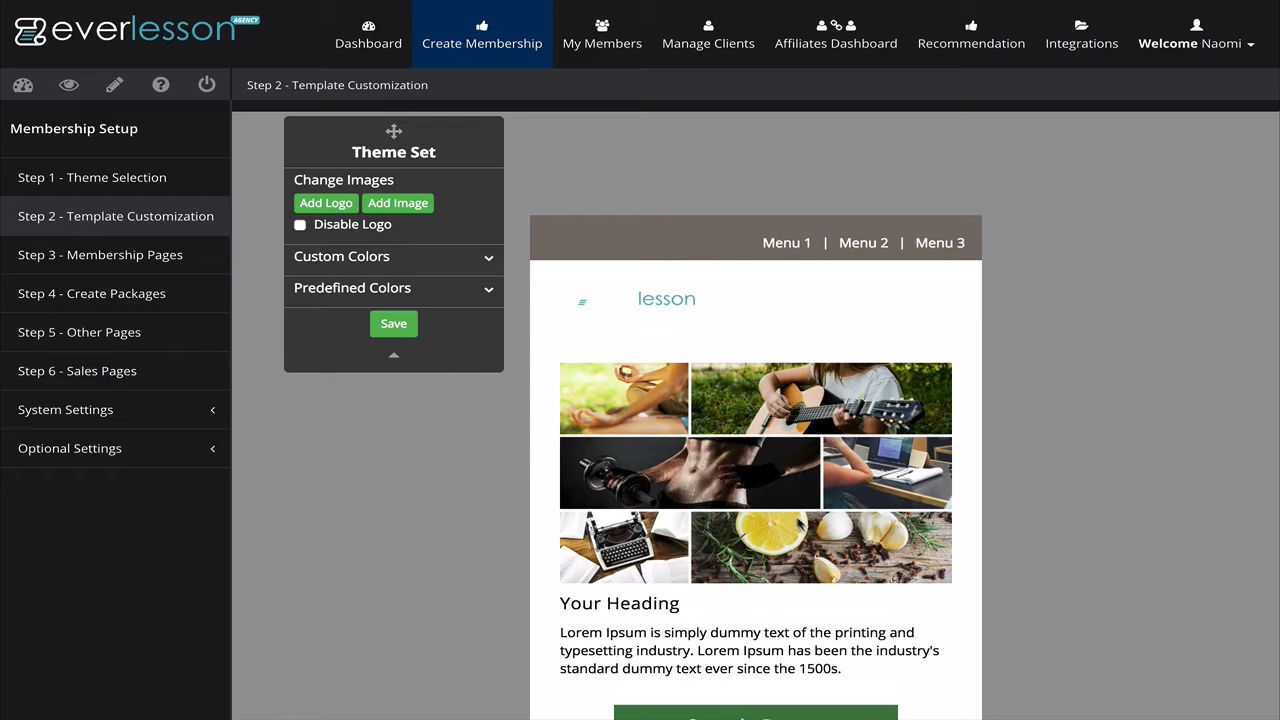 everlesson AGENCY
Dashboard
Create Membership
My Members
Manage Clients
Affiliates Dashboard
Recommendation
Integrations
Welcome Naomi
Step 2 - Template Customization
Membership Setup
Step 1 - Theme Selection
Step 2 - Template Customization
Step 3 - Membership Pages
Step 4 - Create Packages
Step 5 - Other Pages
Step 6 - Sales Pages
System Settings
Optional Settings
Theme Set
Change Images
Add Logo Add Image
Disable Logo
Custom Colors
Predefined Colors
Save
Menu 1 | Menu 2 | Menu 3
lesson
Your Heading
Lorem Ipsum is simply dummy text of the printing and
typesetting industry. Lorem Ipsum has been the industry's
standard dummy text ever since the 1500s.